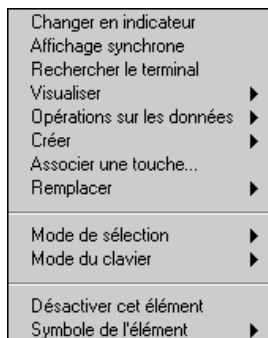 Changer en indicateur
Affichage synchrone
Rechercher le terminal
Visualiser
Opérations sur les données
Créer
Associer une touche...
Remplacer
Mode de sélection
Mode du clavier
Désactiver cet élément
Symbole de l'élément